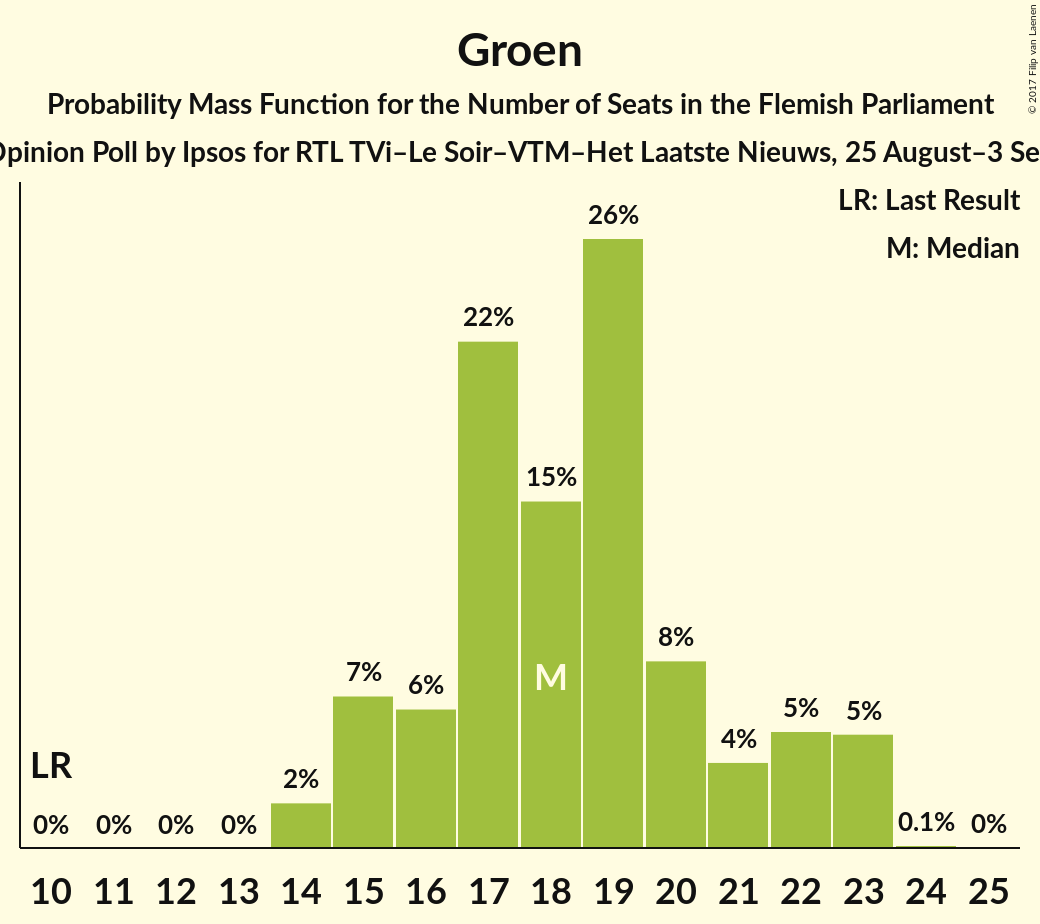 Groen
Probability Mass Function for the Number of Seats in the Flemish Parliament
Opinion Poll by Ipsos for RTL TVi–Le Soir–VTM–Het Laatste Nieuws, 25 August–3 Se
© 2017 Filip van Laenen
LR: Last Result
M: Median
26%
22%
15%
8%
7%
6%
5%
5%
4%
2%
M
LR
0% 0% 0% 0% 0.1% 0%
10 11 12 13 14 15 16 17 18 19 20 21 22 23 24 25